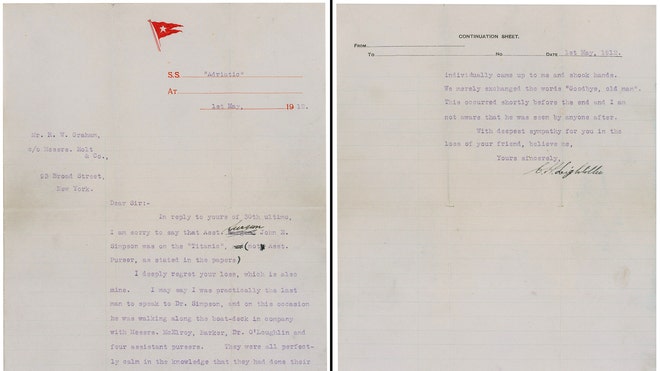 S.S. "Adriatic"
At
1st May, 1912.
Mr. R. W. Graham,
c/o Messrs. Holt
& Co.,
Broad Street,
New York.
Dear Sir:-
In reply to yours of 30th ultimo,
I am sorry to say that Asst. Surgeon John E.
Simpson was on the "Titanic", (not Asst.
Purser, as stated in the papers)
I deeply regret your loss, which is also
mine. I may say I was practically the last
man to speak to Dr. Simpson, and on this occasion
he was walking along the boat-deck in company
with Messrs. McElroy, Barker, Dr. O'Loughlin and
four assistant pursers. They were all perfect-
ly calm in the knowledge that they had done their
CONTINUATION SHEET.
FROM
TO No. DATE 1st May, 1912.
individually came up to me and shook hands.
We merely exchanged the words "Goodbye, old man".
This occurred shortly before the end and I am
not aware that he was seen by anyone after.
With deepest sympathy for you in the
loss of your friend, believe me,
Yours sincerely,
C. H. Lightoller